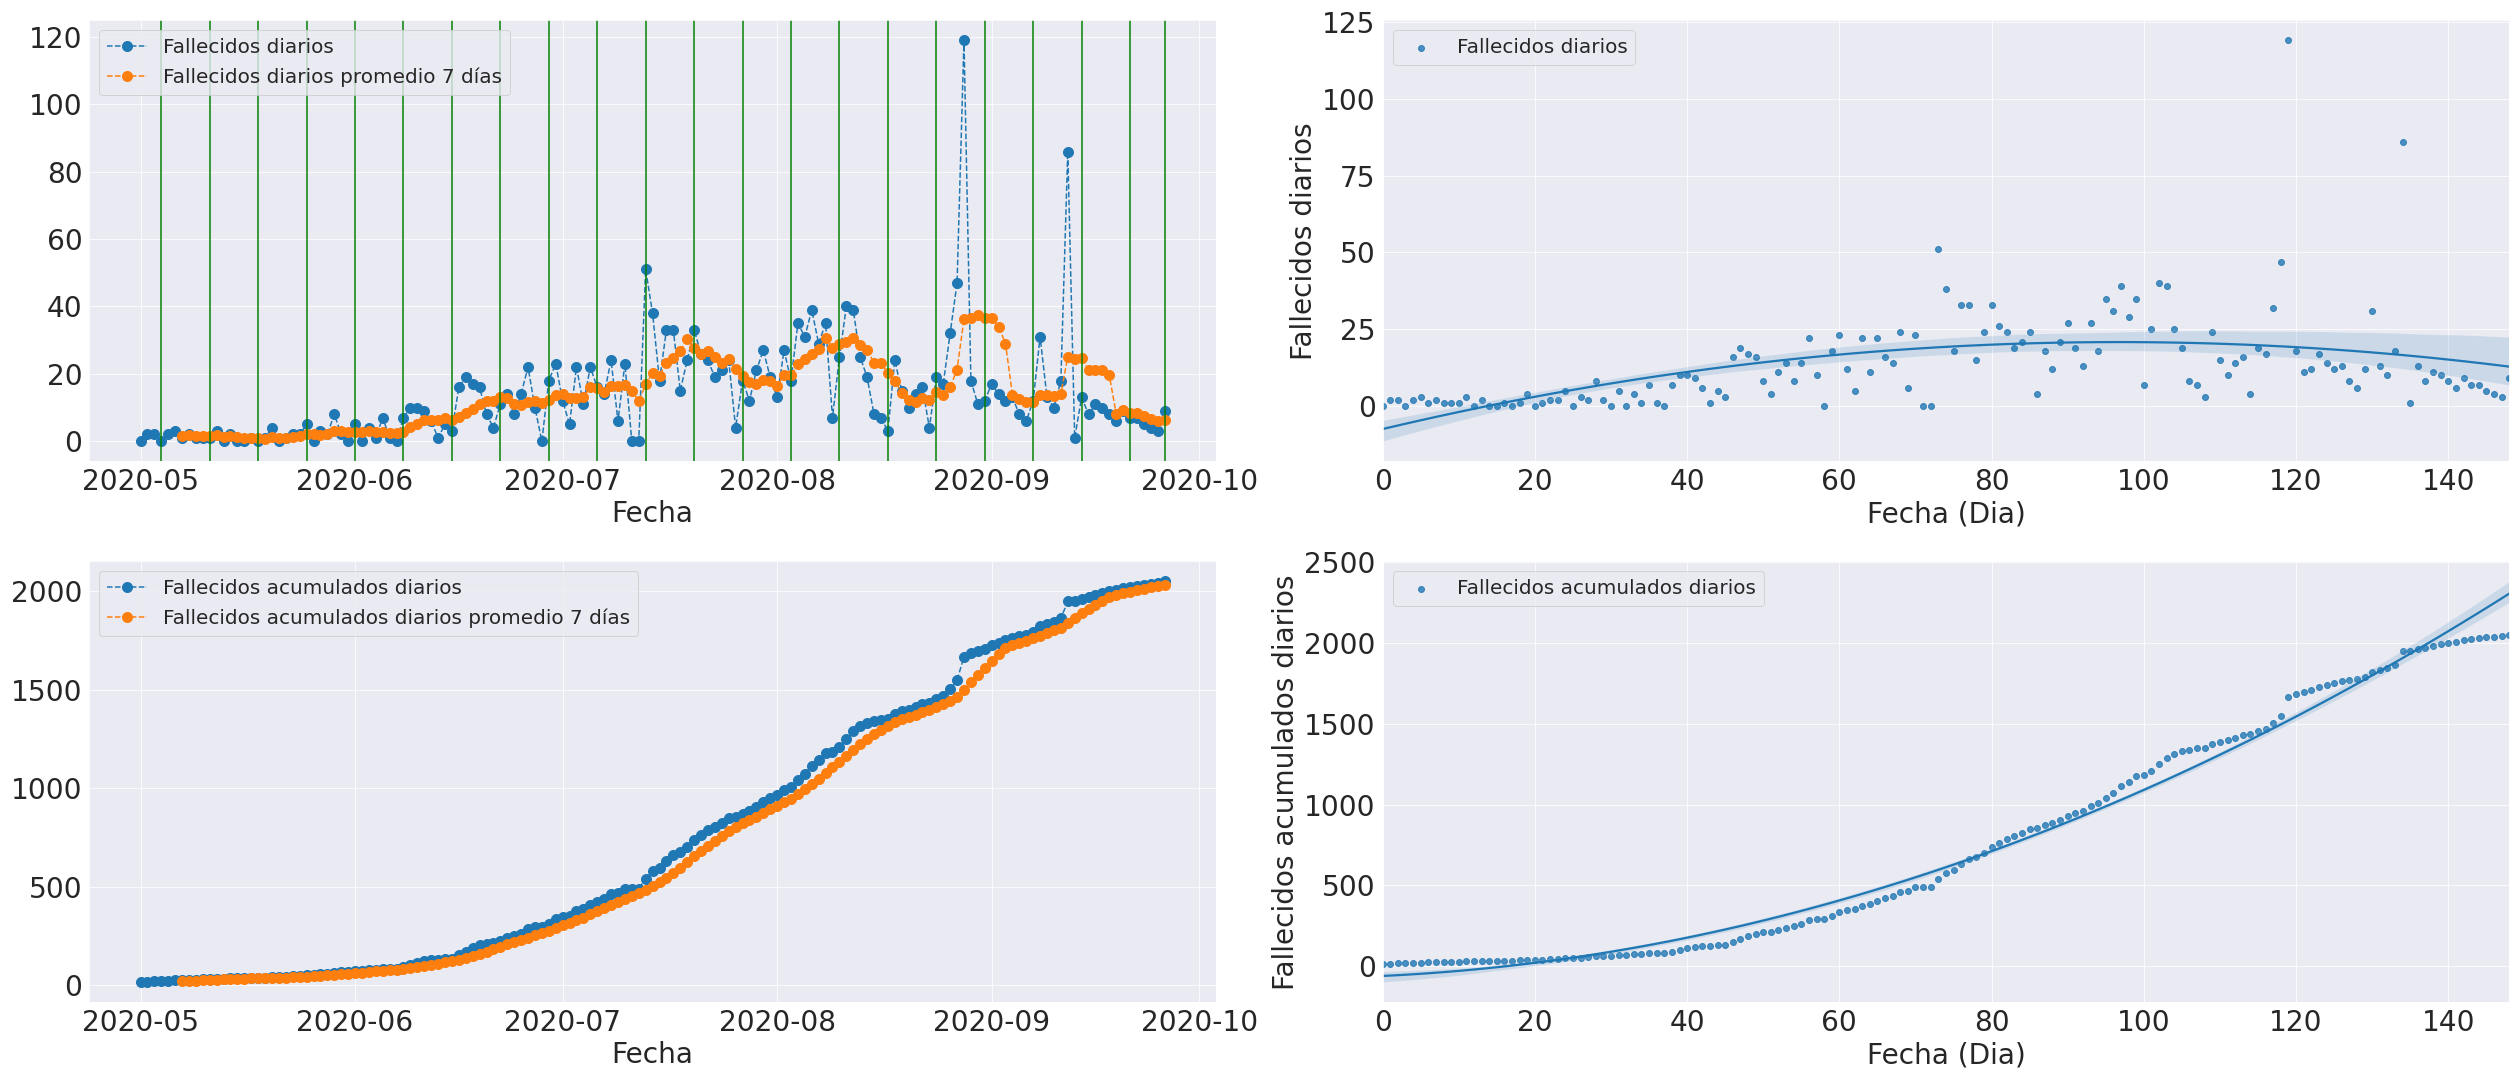 120
100
80
60
40
20
0
Fallecidos diarios
Fallecidos diarios promedio 7 días
2020-05 2020-06 2020-07 2020-08 2020-09 2020-10
Fecha
Fallecidos diarios
125
100
75
50
25
0
Fallecidos diarios
0 20 40 60 80 100 120 140
Fecha (Dia)
2000
1500
1000
500
0
Fallecidos acumulados diarios
Fallecidos acumulados diarios promedio 7 días
2020-05 2020-06 2020-07 2020-08 2020-09 2020-10
Fecha
Fallecidos acumulados diarios
2500
2000
1500
1000
500
0
Fallecidos acumulados diarios
0 20 40 60 80 100 120 140
Fecha (Dia)